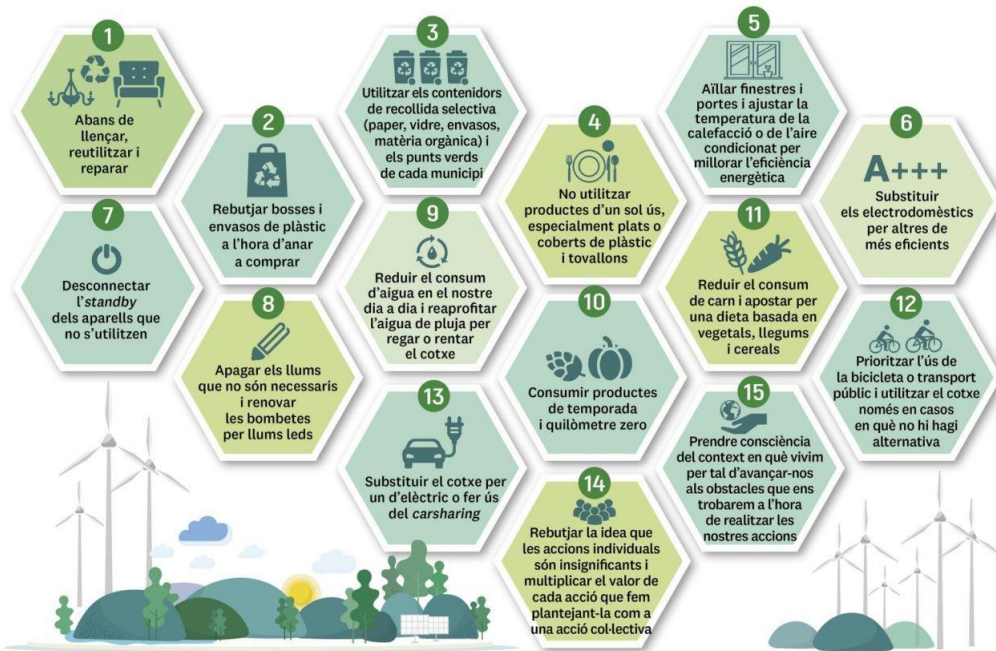 1
Abans de
llençar,
reutilitzar i
reparar
2
Rebutjar bosses i
envasos de plàstic
a l'hora d'anar
a comprar
3
Utilitzar els contenidors
de recollida selectiva
(paper, vidre, envasos,
matèria orgànica) i
els punts verds
de cada municipi
4
No utilitzar
productes d'un sol ús,
especialment plats o
coberts de plàstic
i tovallons
5
Aïllar finestres i
portes i ajustar la
temperatura de la
calefacció o de l'aire
condicionat per
millorar l'eficiència
energètica
6
A+++
Substituir
els electrodomèstics
per altres de
més eficients
7
Desconnectar
l'standby
dels aparells que
no s'utilitzen
8
Apagar els llums
que no són necessaris
i renovar
les bombetes
per llums leds
9
Reduir el consum
d'aigua en el nostre
dia a dia i reaprofitar
l'aigua de pluja per
regar o rentar
el cotxe
10
Consumir productes
de temporada
i quilòmetre zero
11
Reduir el consum
de carn i apostar per
una dieta basada en
vegetals, llegums
i cereals
12
Prioritzar l'ús de
la bicicleta o transport
públic i utilitzar el cotxe
només en casos
en què no hi hagi
alternativa
13
Substituir el cotxe per
un d'elèctric o fer ús
del carsharing
14
Rebutjar la idea que
les accions individuals
són insignificants i
multiplicar el valor de
cada acció que fem
plantejant-la com a
una acció col·lectiva
15
Prendre consciència
del context en què vivim
per tal d'avançar-nos
als obstacles que ens
trobarem a l'hora
de realitzar les
nostres accions